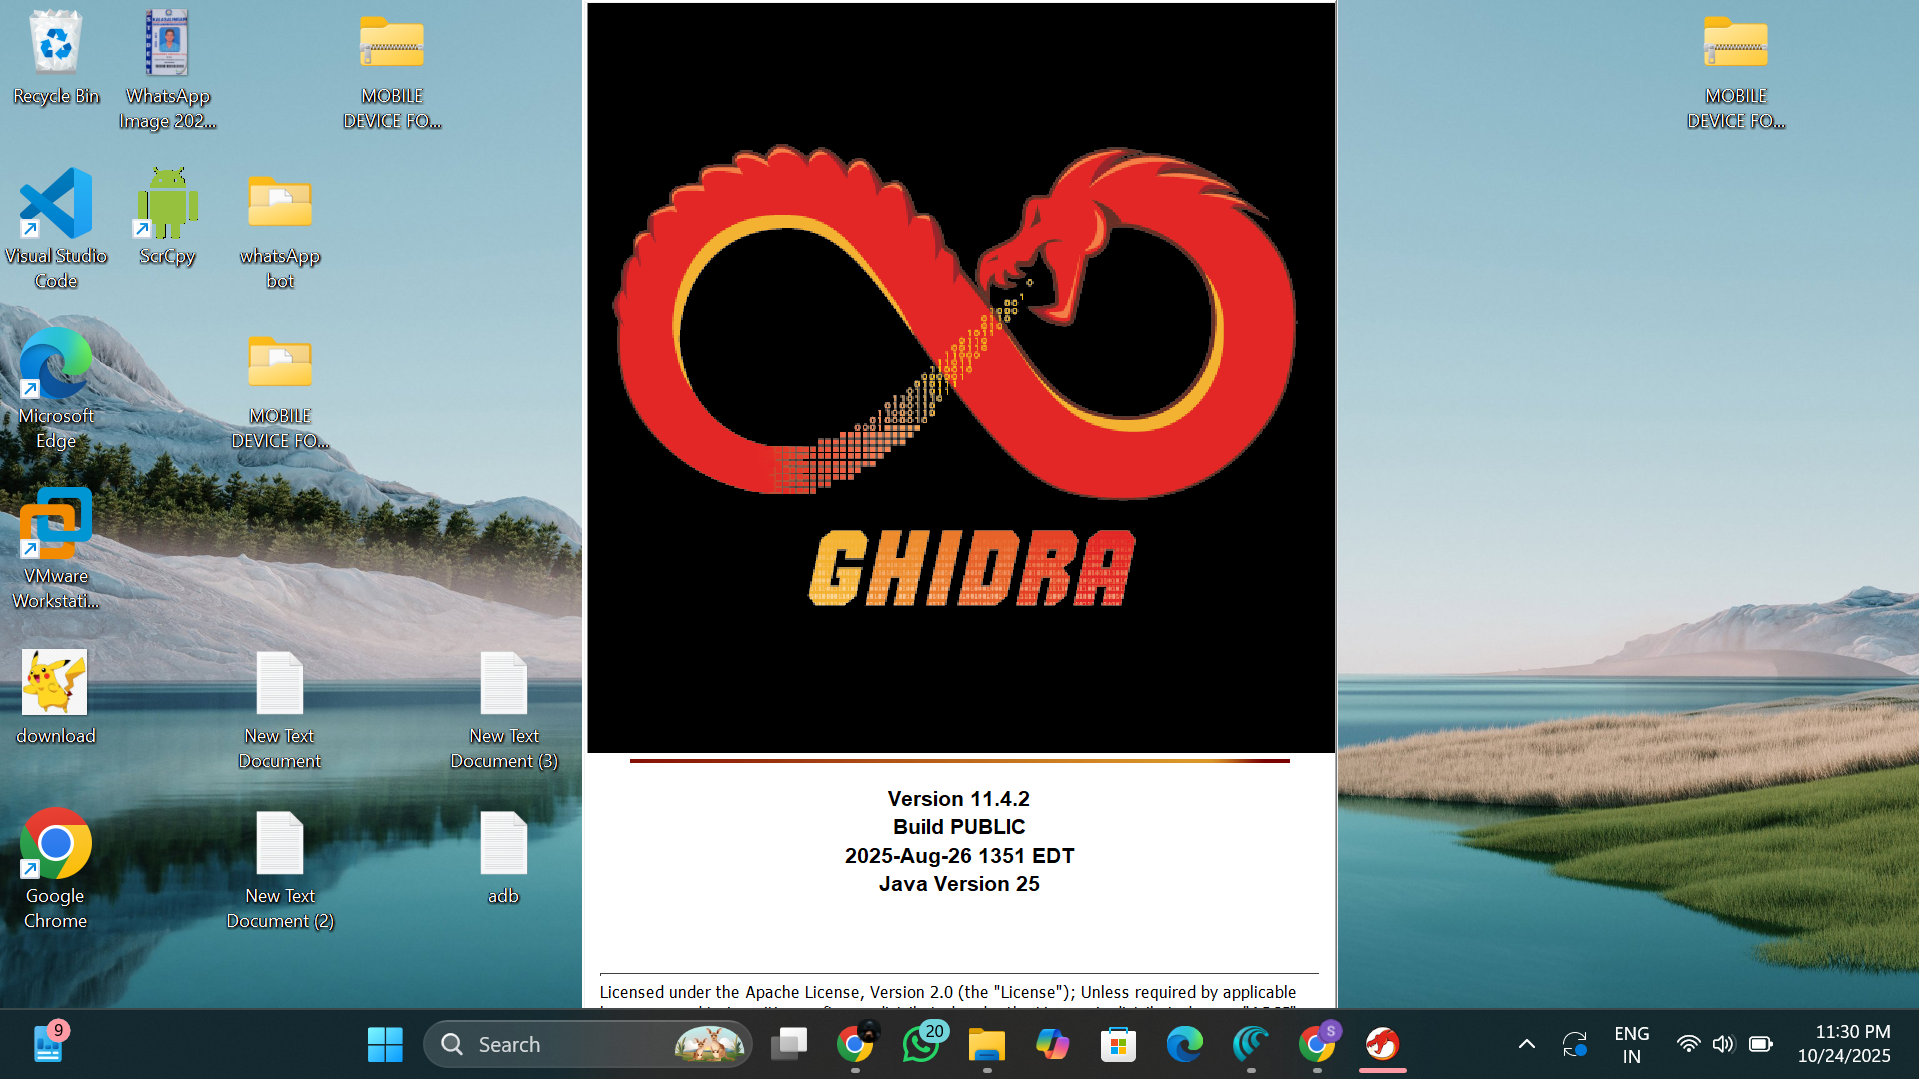 Recycle Bin
WhatsApp
Image 202...
MOBILE
DEVICE FO...
MOBILE
DEVICE FO...
Visual Studio
Code
ScrCpy
whatsApp
bot
Microsoft
Edge
MOBILE
DEVICE FO...
VMware
Workstati...
download
New Text
Document
New Text
Document (3)
Google
Chrome
New Text
Document (2)
adb
GHIDRA
Version 11.4.2
Build PUBLIC
2025-Aug-26 1351 EDT
Java Version 25
Licensed under the Apache License, Version 2.0 (the "License"); Unless required by applicable
9
Search
20
S
ENG
IN
11:30 PM
10/24/2025